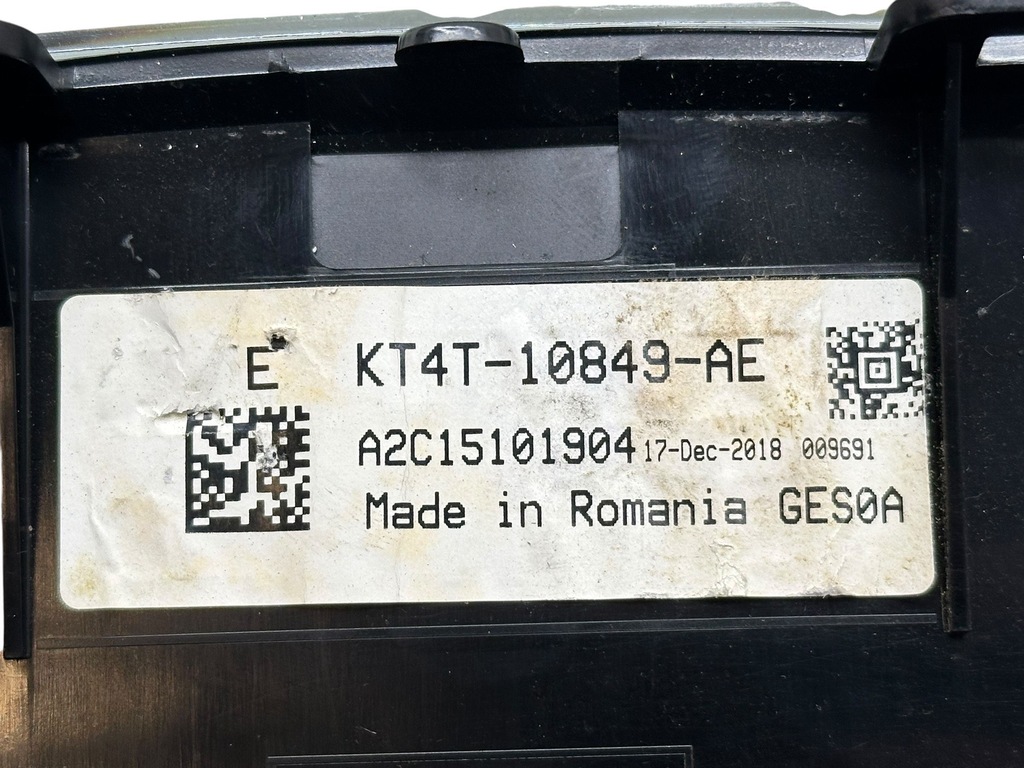 E KT4T-10849-AE
A2C15101904 17-Dec-2018 009691
Made in Romania GES0A